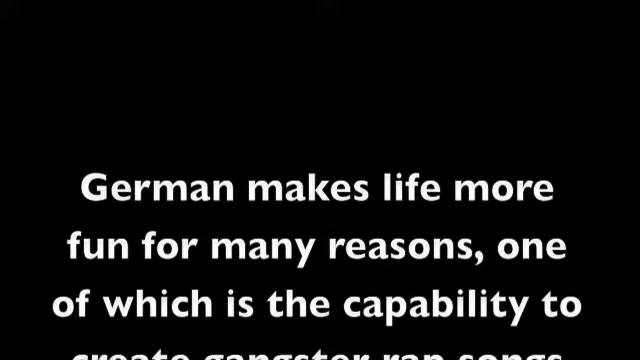 German makes life more
fun for many reasons, one
of which is the capability to
create gangster rap songs